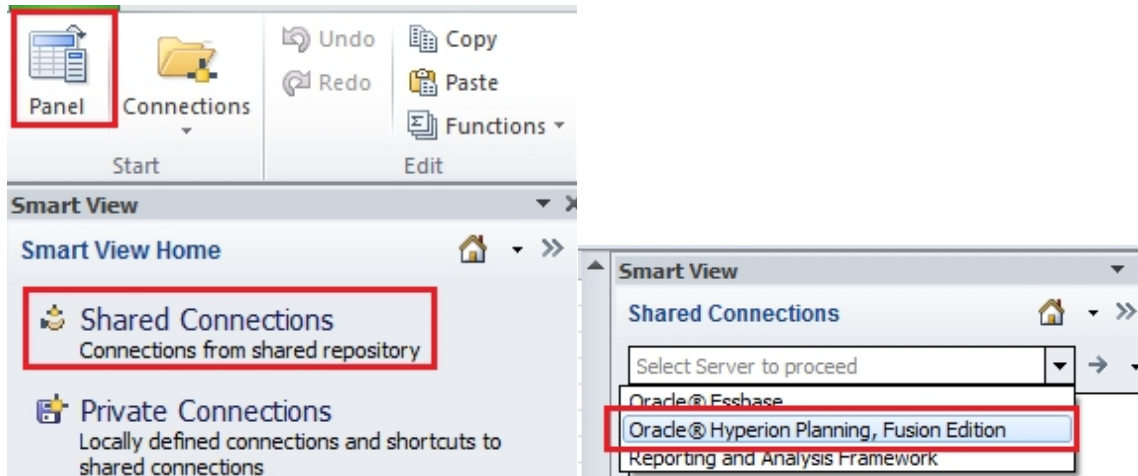 Undo
Copy
Redo
Paste
Panel
Connections
Functions
Start
Edit
Smart View
Smart View Home
Shared Connections
Connections from shared repository
Private Connections
Locally defined connections and shortcuts to
shared connections
Smart View
Shared Connections
Select Server to proceed
Oracle® Essbase
Oracle® Hyperion Planning, Fusion Edition
Reporting and Analysis Framework